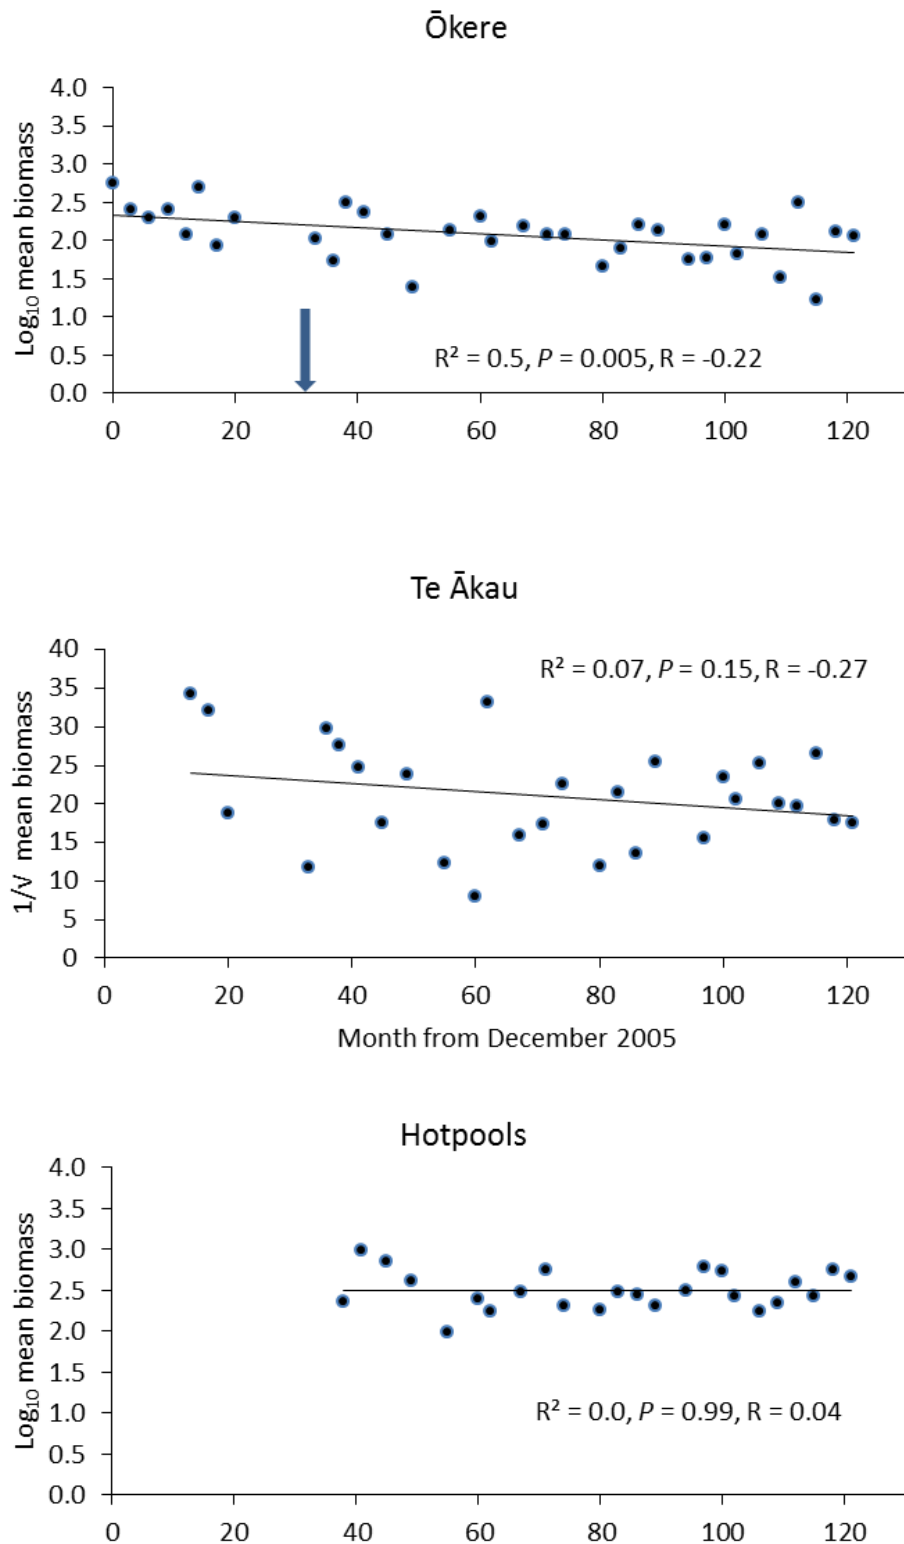 Ōkere
Log₁₀ mean biomass
4.0
3.5
3.0
2.5
2.0
1.5
1.0
0.5
0.0
R² = 0.5, P = 0.005, R = -0.22
0 20 40 60 80 100 120
Te Ākau
1/√ mean biomass
40
35
30
25
20
15
10
5
0
R² = 0.07, P = 0.15, R = -0.27
0 20 40 60 80 100 120
Month from December 2005
Hotpools
Log₁₀ mean biomass
4.0
3.5
3.0
2.5
2.0
1.5
1.0
0.5
0.0
R² = 0.0, P = 0.99, R = 0.04
0 20 40 60 80 100 120